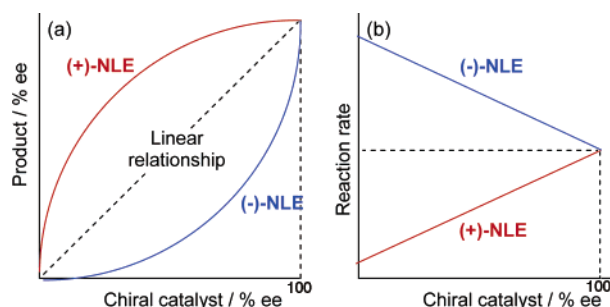 (a)
(+)-NLE
Linear
relationship
(-)-NLE
Product / % ee
100
Chiral catalyst / % ee
(b)
(-)-NLE
(+)-NLE
Reaction rate
100
Chiral catalyst / % ee